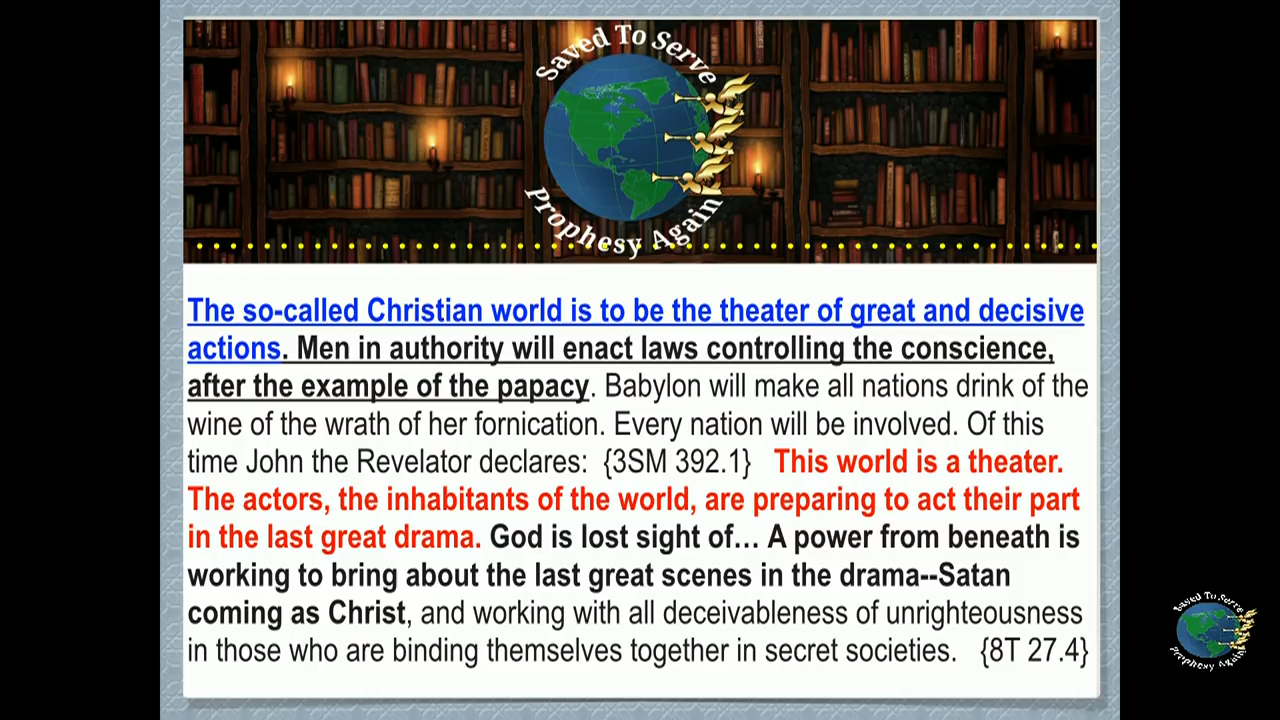 Saved To Serve
Prophesy Again
The so-called Christian world is to be the theater of great and decisive
actions. Men in authority will enact laws controlling the conscience,
after the example of the papacy. Babylon will make all nations drink of the
wine of the wrath of her fornication. Every nation will be involved. Of this
time John the Revelator declares: {3SM 392.1} This world is a theater.
The actors, the inhabitants of the world, are preparing to act their part
in the last great drama. God is lost sight of… A power from beneath is
working to bring about the last great scenes in the drama--Satan
coming as Christ, and working with all deceivableness of unrighteousness
in those who are binding themselves together in secret societies. {8T 27.4}
Saved To Serve
Prophesy Again